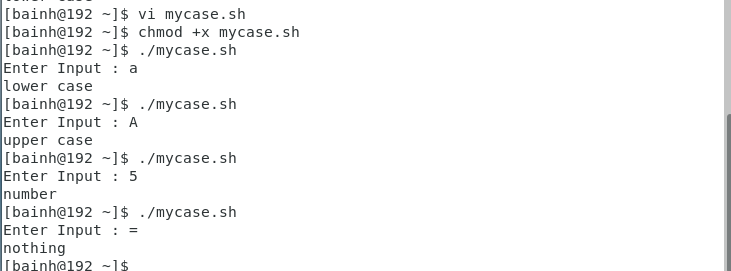 lower case
[bainh@192 ~]$ vi mycase.sh
[bainh@192 ~]$ chmod +x mycase.sh
[bainh@192 ~]$ ./mycase.sh
Enter Input : a
lower case
[bainh@192 ~]$ ./mycase.sh
Enter Input : A
upper case
[bainh@192 ~]$ ./mycase.sh
Enter Input : 5
number
[bainh@192 ~]$ ./mycase.sh
Enter Input : =
nothing
[bainh@192 ~]$